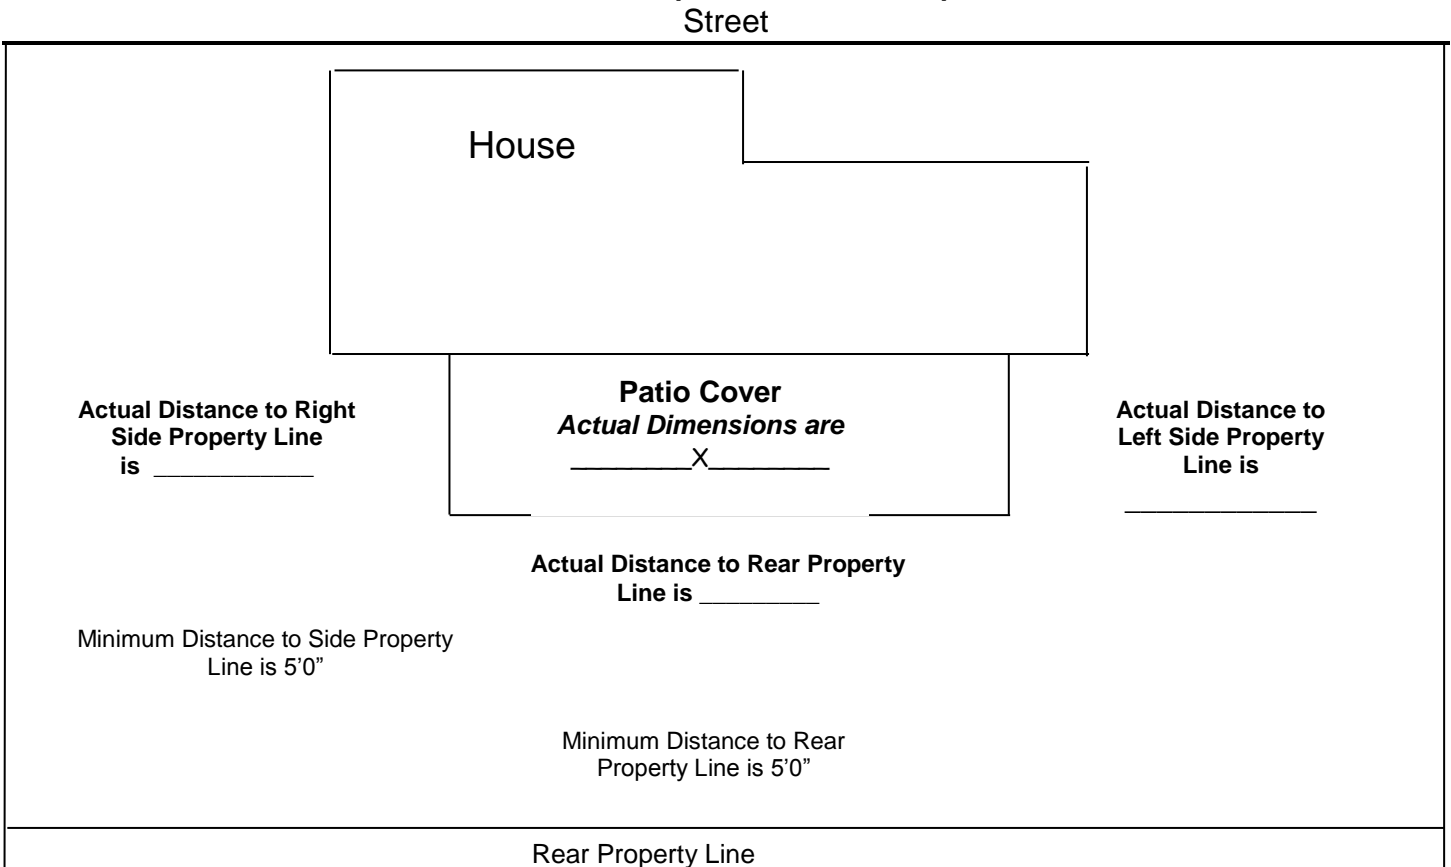 Street
House
Patio Cover
Actual Dimensions are
_________X_________
Actual Distance to Right
Side Property Line
is ____________
Actual Distance to
Left Side Property
Line is
______________
Actual Distance to Rear Property
Line is _________
Minimum Distance to Side Property
Line is 5’0”
Minimum Distance to Rear
Property Line is 5’0”
Rear Property Line